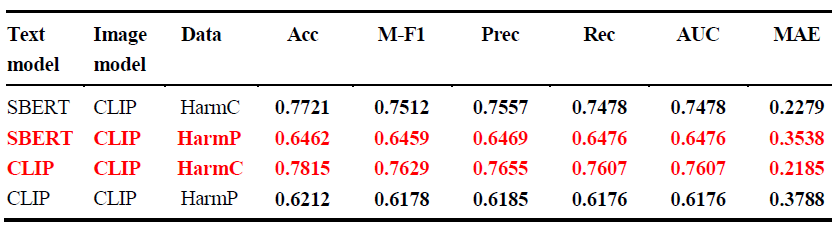 Text model Image model Data Acc M-F1 Prec Rec AUC MAE
SBERT CLIP HarmC 0.7721 0.7512 0.7557 0.7478 0.7478 0.2279
SBERT CLIP HarmP 0.6462 0.6459 0.6469 0.6476 0.6476 0.3538
CLIP CLIP HarmC 0.7815 0.7629 0.7655 0.7607 0.7607 0.2185
CLIP CLIP HarmP 0.6212 0.6178 0.6185 0.6176 0.6176 0.3788